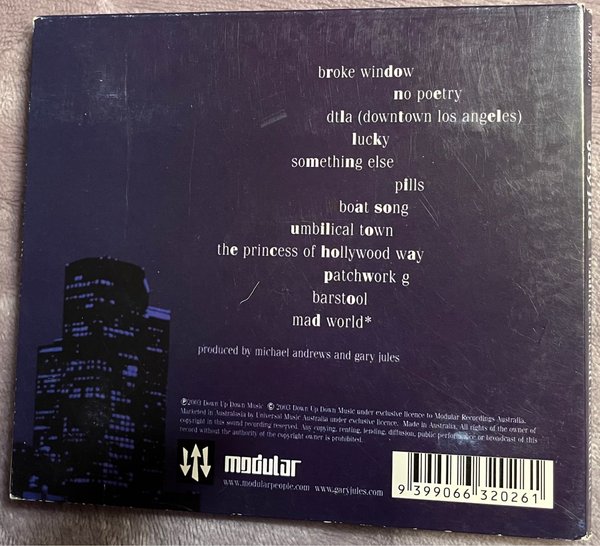 broke window
no poetry
dtla (downtown los angeles)
lucky
something else
pills
boat song
umbilical town
the princess of hollywood way
patchwork g
barstool
mad world*
produced by michael andrews and gary jules
℗2003 Down Up Down Music © 2003 Down Up Down Music under exclusive licence to Modular Recordings Australia.
Marketed in Australasia by Universal Music Australia under exclusive licence. Made in Australia. All rights of the owner of
copyright in this sound recording reserved. Any copying, renting, lending, diffusion, public performance or broadcast of this
record without the authority of the copyright owner is prohibited.
modular
www.modularpeople.com www.garyjules.com
9 399066 320261